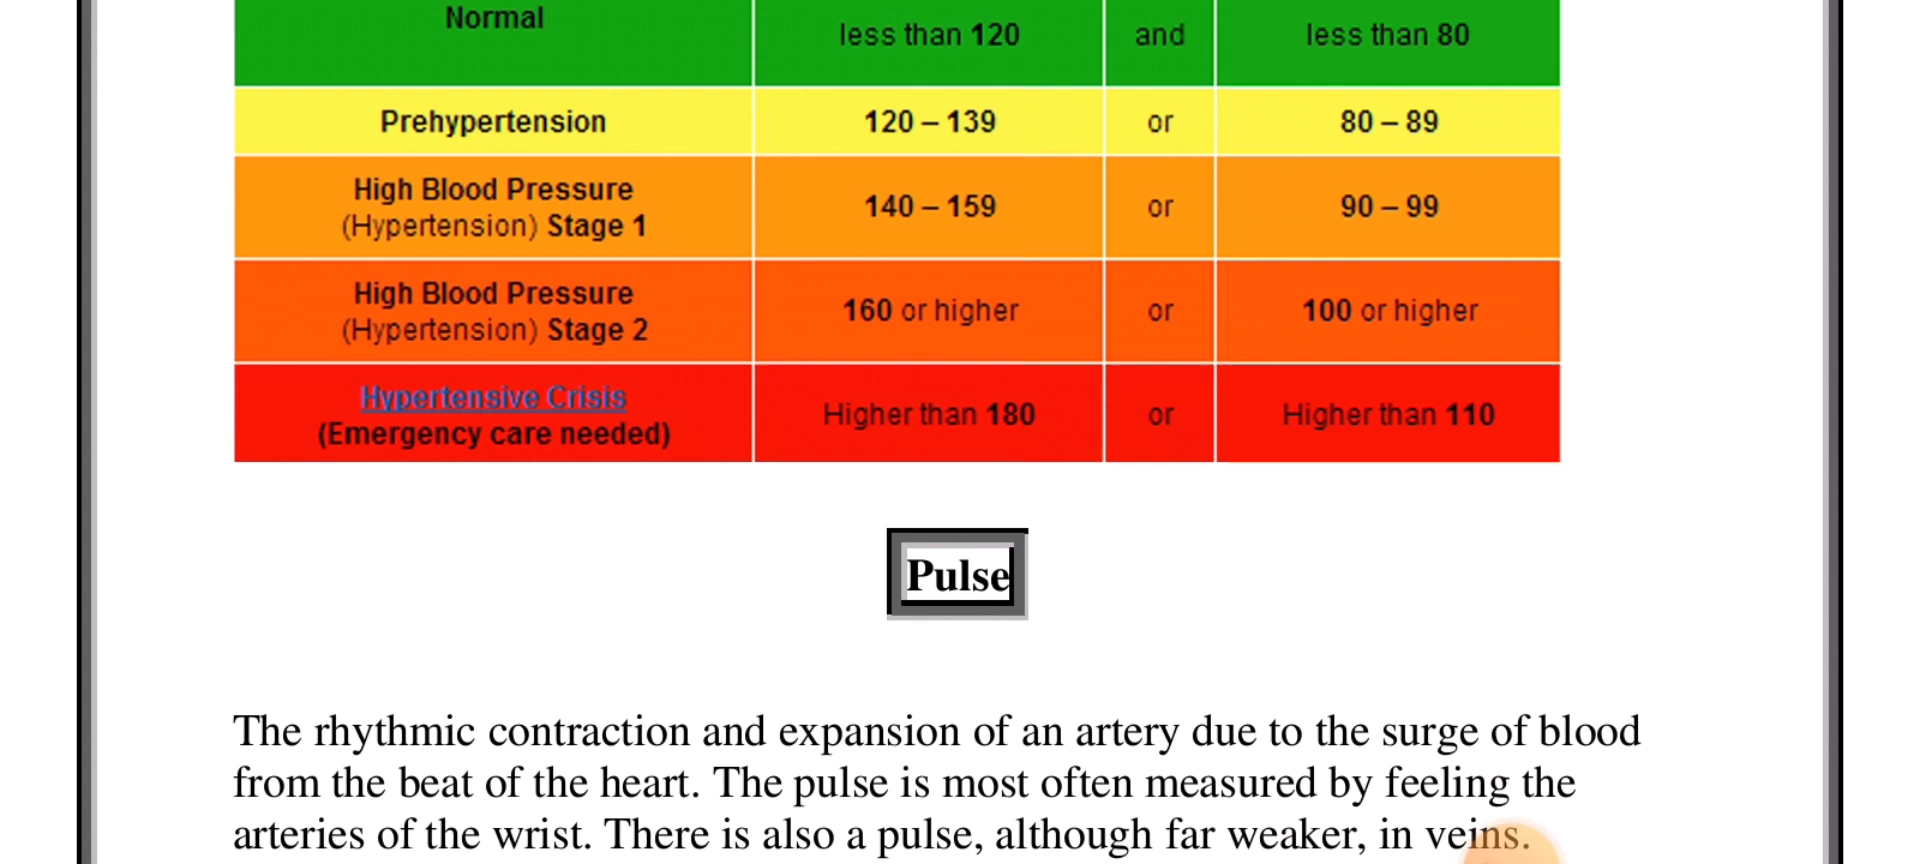 Normal
less than 120 and less than 80
Prehypertension 120 – 139 or 80 – 89
High Blood Pressure
(Hypertension) Stage 1 140 – 159 or 90 – 99
High Blood Pressure
(Hypertension) Stage 2 160 or higher or 100 or higher
Hypertensive Crisis
(Emergency care needed) Higher than 180 or Higher than 110
Pulse
The rhythmic contraction and expansion of an artery due to the surge of blood
from the beat of the heart. The pulse is most often measured by feeling the
arteries of the wrist. There is also a pulse, although far weaker, in veins.